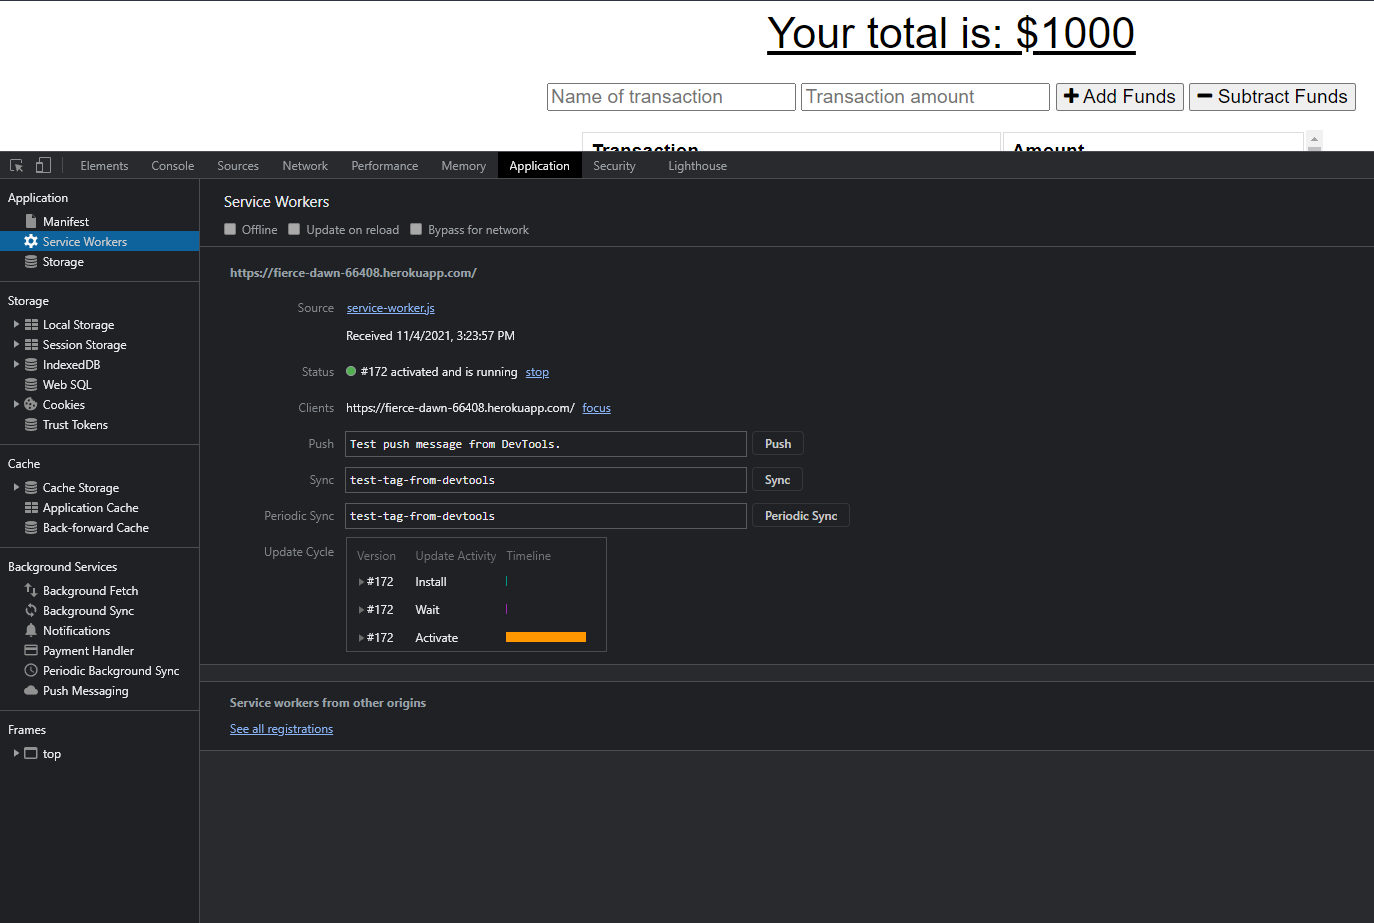 Your total is: $1000
Name of transaction Transaction amount Add Funds Subtract Funds
Transaction Amount
Elements Console Sources Network Performance Memory Application Security Lighthouse
Application
Manifest
Service Workers
Storage
Storage
Local Storage
Session Storage
IndexedDB
Web SQL
Cookies
Trust Tokens
Cache
Cache Storage
Application Cache
Back-forward Cache
Background Services
Background Fetch
Background Sync
Notifications
Payment Handler
Periodic Background Sync
Push Messaging
Frames
top
Service Workers
Offline Update on reload Bypass for network
https://fierce-dawn-66408.herokuapp.com/
Source service-worker.js
Received 11/4/2021, 3:23:57 PM
Status #172 activated and is running stop
Clients https://fierce-dawn-66408.herokuapp.com/ focus
Push Test push message from DevTools. Push
Sync test-tag-from-devtools Sync
Periodic Sync test-tag-from-devtools Periodic Sync
Update Cycle Version Update Activity Timeline
#172 Install
#172 Wait
#172 Activate
Service workers from other origins
See all registrations